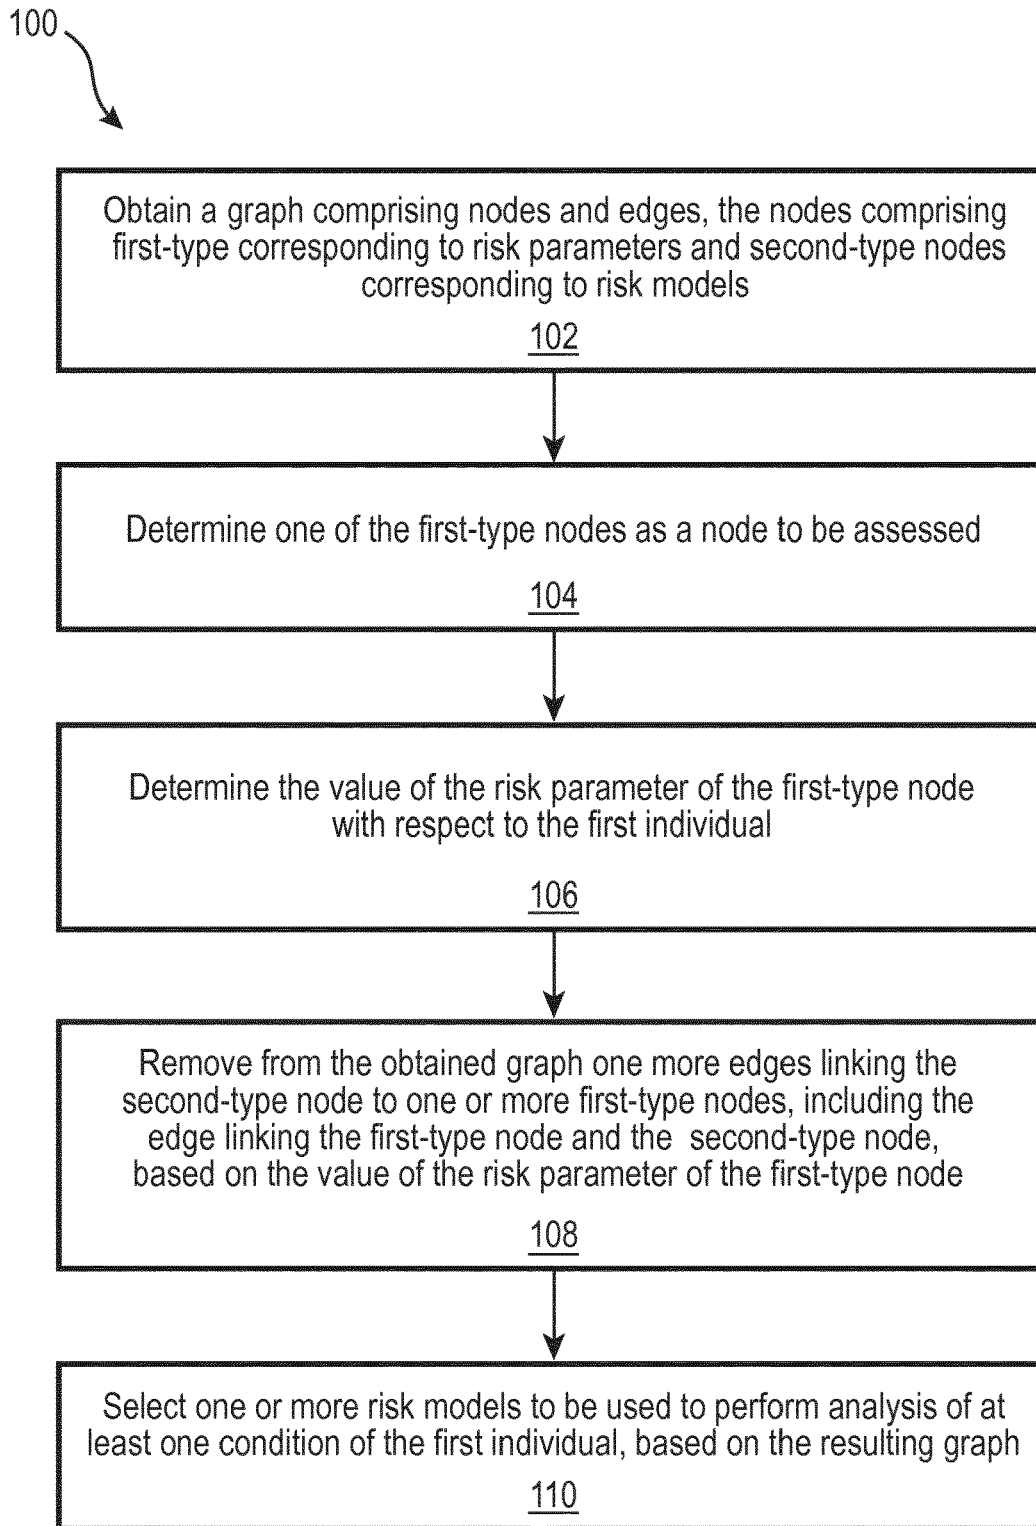 100
Obtain a graph comprising nodes and edges, the nodes comprising
first-type corresponding to risk parameters and second-type nodes
corresponding to risk models
102
Determine one of the first-type nodes as a node to be assessed
104
Determine the value of the risk parameter of the first-type node
with respect to the first individual
106
Remove from the obtained graph one more edges linking the
second-type node to one or more first-type nodes, including the
edge linking the first-type node and the second-type node,
based on the value of the risk parameter of the first-type node
108
Select one or more risk models to be used to perform analysis of at
least one condition of the first individual, based on the resulting graph
110